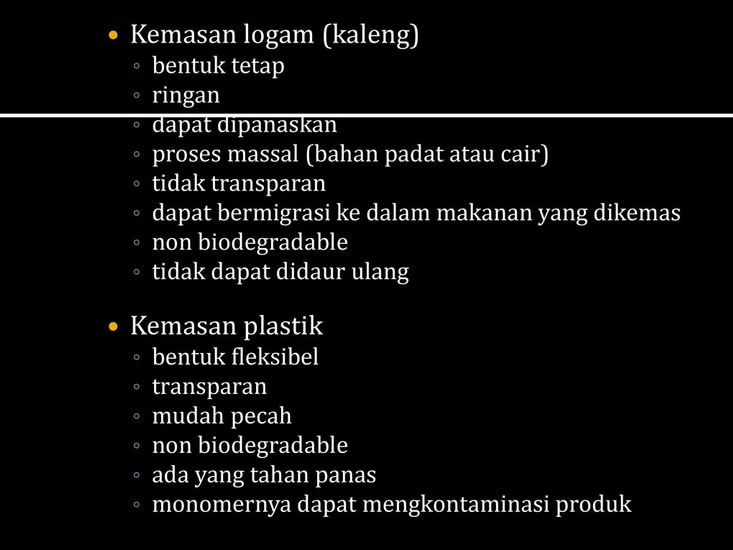 Kemasan logam (kaleng)
bentuk tetap
ringan
dapat dipanaskan
proses massal (bahan padat atau cair)
tidak transparan
dapat bermigrasi ke dalam makanan yang dikemas
non biodegradable
tidak dapat didaur ulang
Kemasan plastik
bentuk fleksibel
transparan
mudah pecah
non biodegradable
ada yang tahan panas
monomernya dapat mengkontaminasi produk